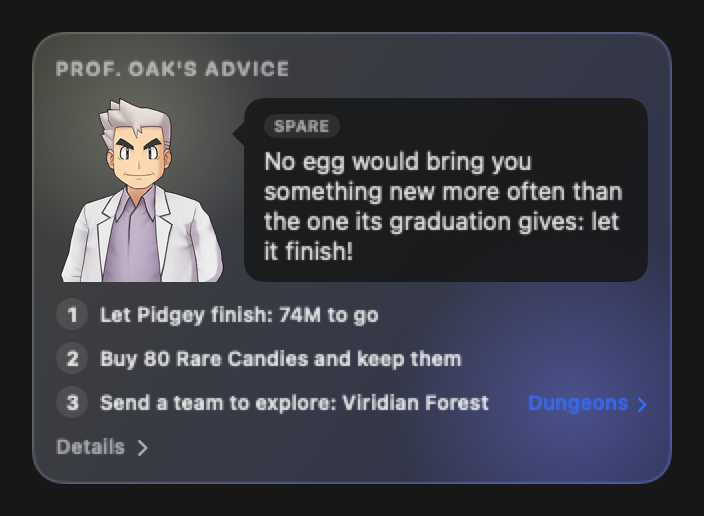 PROF. OAK'S ADVICE
SPARE
No egg would bring you
something new more often than
the one its graduation gives: let
it finish!
1 Let Pidgey finish: 74M to go
2 Buy 80 Rare Candies and keep them
3 Send a team to explore: Viridian Forest Dungeons >
Details >